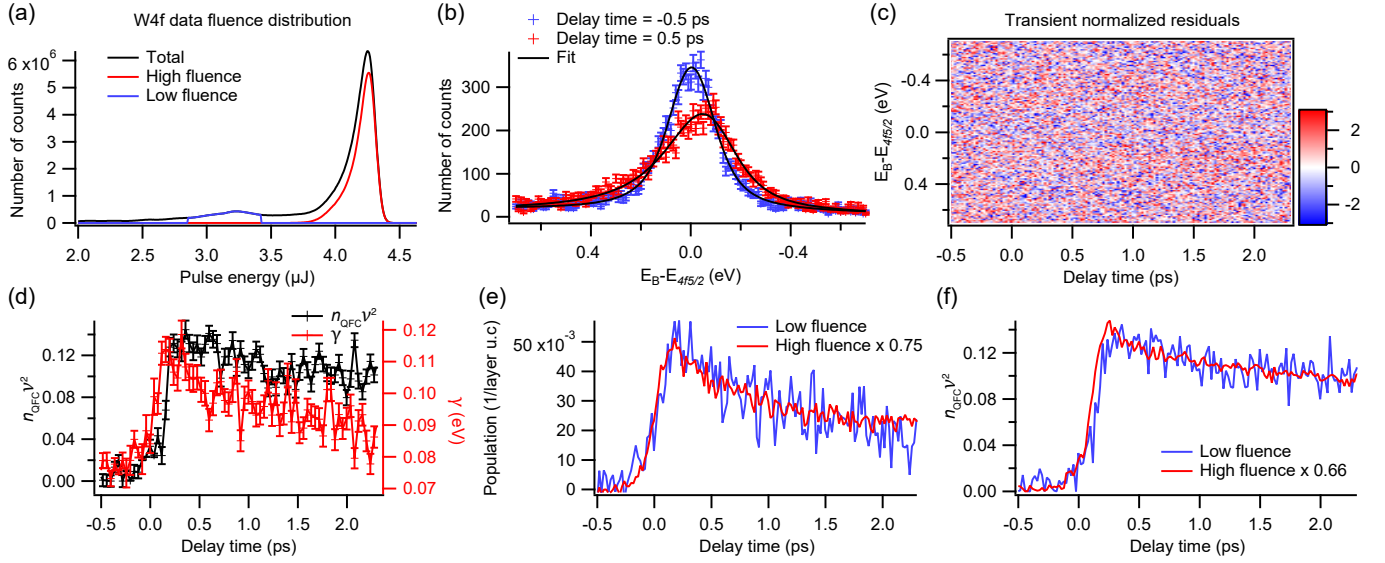 (a)
W4f data fluence distribution
Total
High fluence
Low fluence
6 x10⁶
5
4
3
2
1
0
Number of counts
2.0 2.5 3.0 3.5 4.0 4.5
Pulse energy (µJ)
(b)
Delay time = -0.5 ps
Delay time = 0.5 ps
Fit
300
200
100
0
Number of counts
0.4 0.0 -0.4
E_B-E_4f5/2 (eV)
(c)
Transient normalized residuals
-0.4
0.0
0.4
E_B-E_4f5/2 (eV)
-0.5 0.0 0.5 1.0 1.5 2.0
Delay time (ps)
2
0
-2
(d)
n_QFC ν²
γ
0.12
0.08
0.04
0.00
n_QFC ν²
0.12
0.11
0.10
0.09
0.08
0.07
γ (eV)
-0.5 0.0 0.5 1.0 1.5 2.0
Delay time (ps)
(e)
Low fluence
High fluence x 0.75
50 x10⁻³
40
30
20
10
0
Population (1/layer u.c)
-0.5 0.0 0.5 1.0 1.5 2.0
Delay time (ps)
(f)
0.12
0.08
0.04
0.00
n_QFC ν²
Low fluence
High fluence x 0.66
-0.5 0.0 0.5 1.0 1.5 2.0
Delay time (ps)